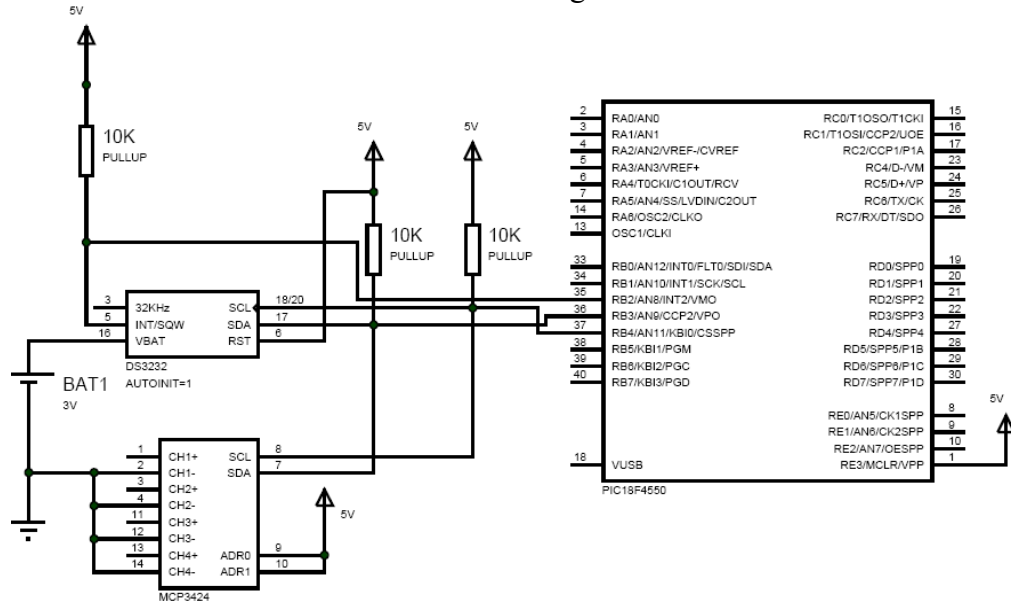 5V
10K
PULLUP
5V
5V
10K
PULLUP
10K
PULLUP
3
32KHz
5
INT/SQW
16
VBAT
SCL
18/20
SDA
17
RST
6
DS3232
AUTOINIT=1
BAT1
3V
1
CH1+
2
CH1-
3
CH2+
4
CH2-
11
CH3+
12
CH3-
13
CH4+
14
CH4-
SCL
8
SDA
7
ADR0
9
ADR1
10
MCP3424
5V
2
RA0/AN0
3
RA1/AN1
4
RA2/AN2/VREF-/CVREF
5
RA3/AN3/VREF+
6
RA4/T0CKI/C1OUT/RCV
7
RA5/AN4/SS/LVDIN/C2OUT
14
RA6/OSC2/CLKO
13
OSC1/CLKI
33
RB0/AN12/INT0/FLT0/SDI/SDA
34
RB1/AN10/INT1/SCK/SCL
35
RB2/AN8/INT2/VMO
36
RB3/AN9/CCP2/VPO
37
RB4/AN11/KBI0/CSSPP
38
RB5/KBI1/PGM
39
RB6/KBI2/PGC
40
RB7/KBI3/PGD
18
VUSB
RC0/T1OSO/T1CKI
15
RC1/T1OSI/CCP2/UOE
16
RC2/CCP1/P1A
17
RC4/D-/VM
23
RC5/D+/VP
24
RC6/TX/CK
25
RC7/RX/DT/SDO
26
RD0/SPP0
19
RD1/SPP1
20
RD2/SPP2
21
RD3/SPP3
22
RD4/SPP4
27
RD5/SPP5/P1B
28
RD6/SPP6/P1C
29
RD7/SPP7/P1D
30
RE0/AN5/CK1SPP
8
RE1/AN6/CK2SPP
9
RE2/AN7/OESPP
10
RE3/MCLR/VPP
1
5V
PIC18F4550